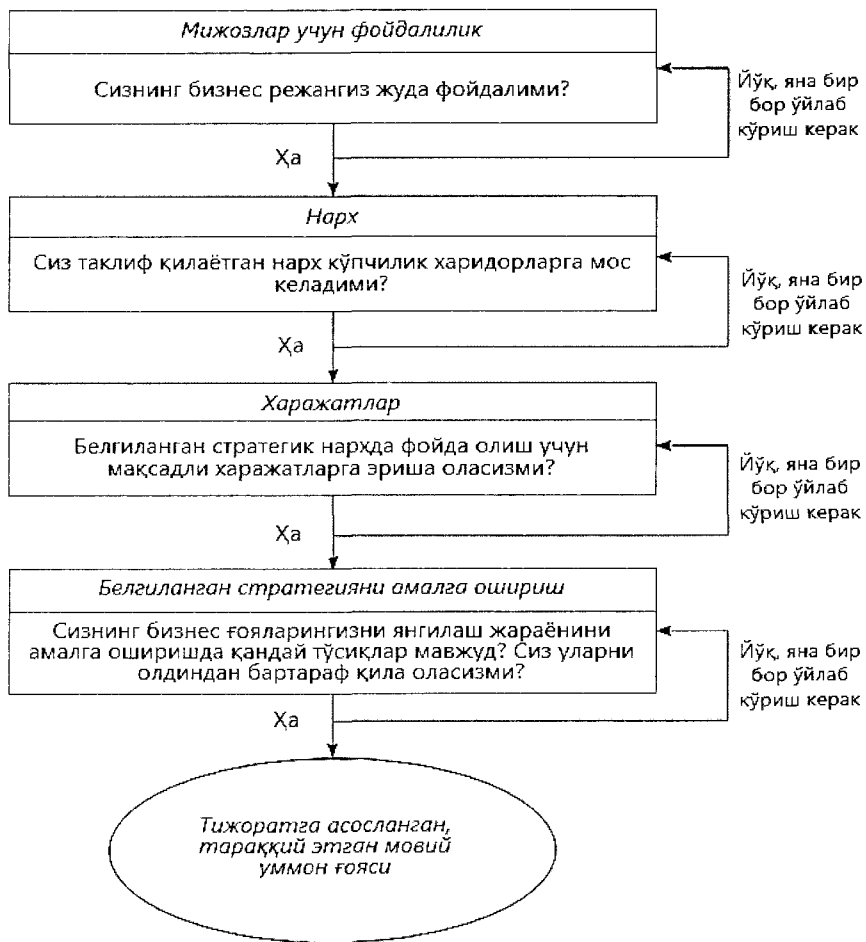 Мижозлар учун фойдалилик
Сизнинг бизнес режангиз жуда фойдалими?
Йўқ, яна бир
бор ўйлаб
кўриш керак
Ҳа
Нарх
Сиз таклиф қилаётган нарх кўпчилик харидорларга мос
келадими?
Йўқ, яна бир
бор ўйлаб
кўриш керак
Ҳа
Харажатлар
Белгиланган стратегик нархда фойда олиш учун
мақсадли харажатларга эриша оласизми?
Йўқ, яна бир
бор ўйлаб
кўриш керак
Ҳа
Белгиланган стратегияни амалга ошириш
Сизнинг бизнес ғояларингизни янгилаш жараёнини
амалга оширишда қандай тўсиқлар мавжуд? Сиз уларни
олдиндан бартараф қила оласизми?
Йўқ, яна бир
бор ўйлаб
кўриш керак
Ҳа
Тижоратга асосланган,
тараққий этган мовий
уммон ғояси